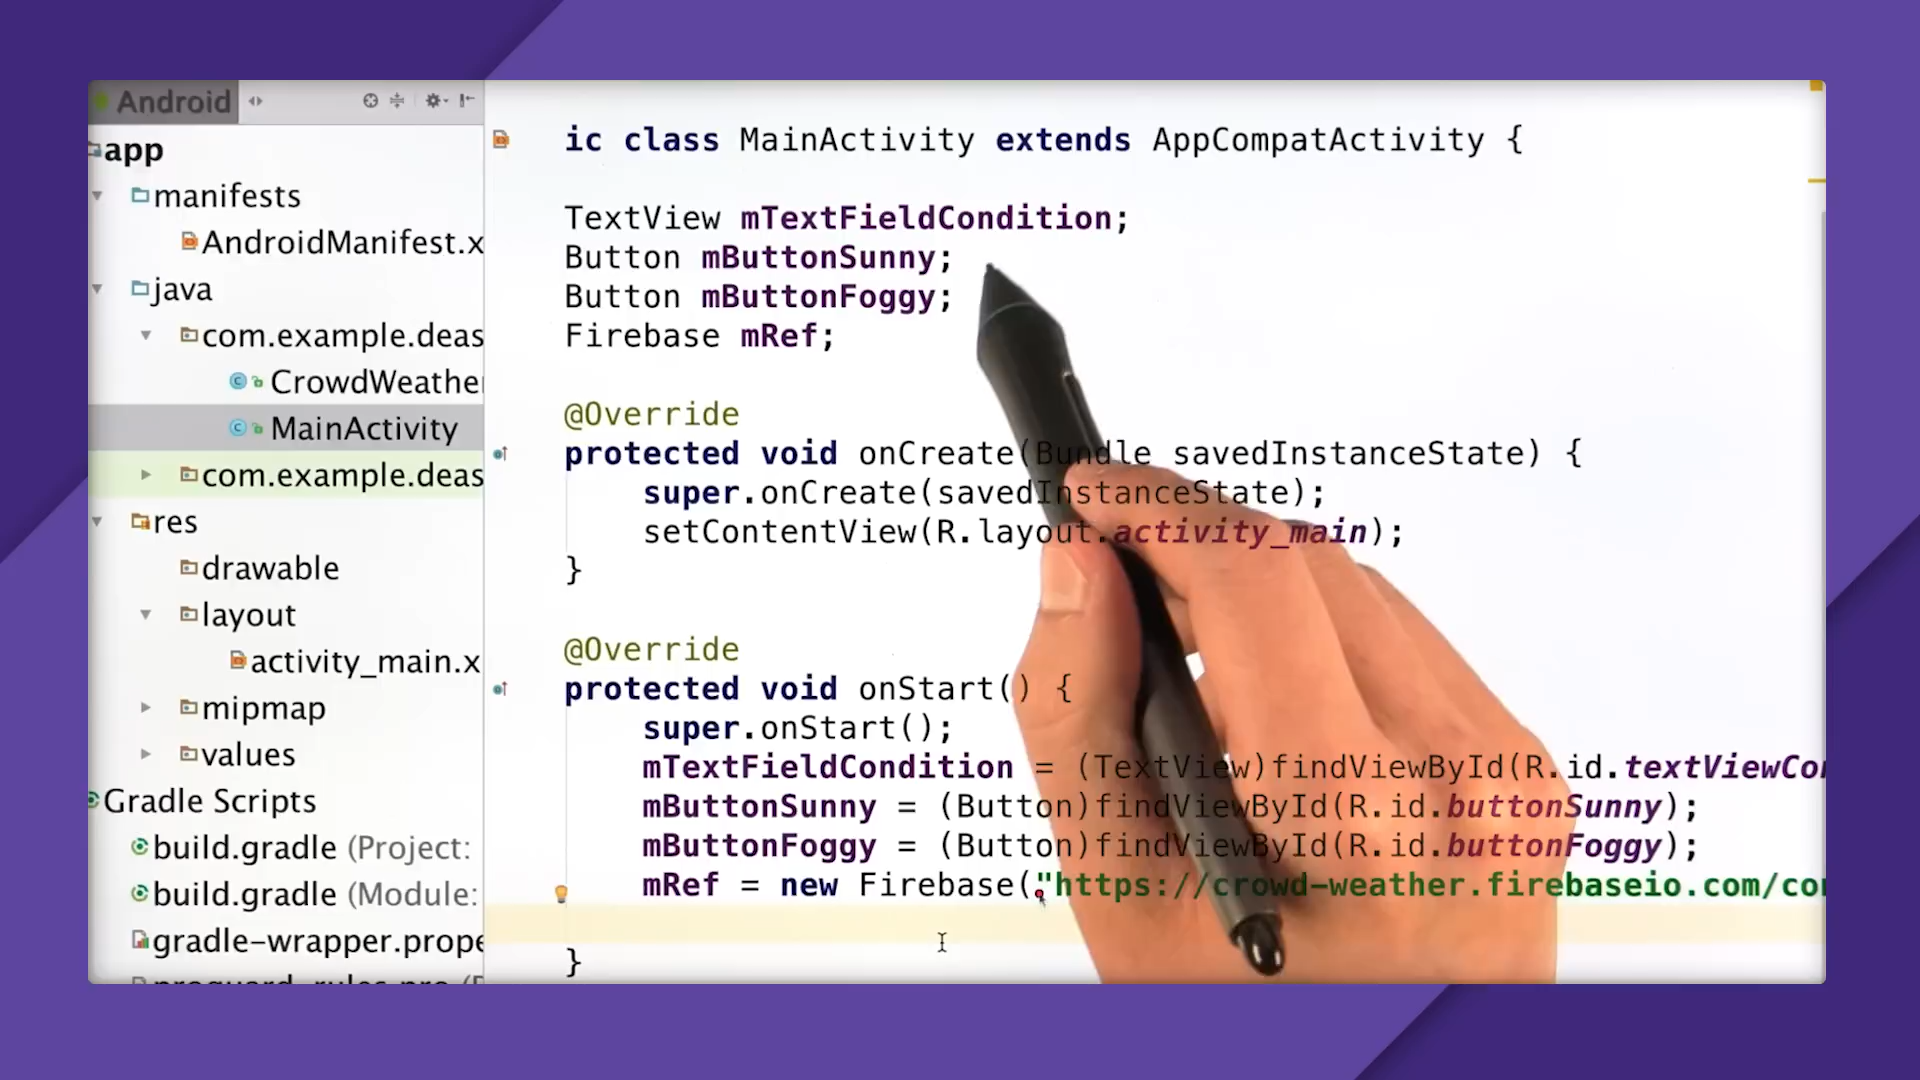 Android
app
manifests
AndroidManifest.x
java
com.example.deas
CrowdWeathe
MainActivity
com.example.deas
res
drawable
layout
activity_main.x
mipmap
values
Gradle Scripts
build.gradle (Project:
build.gradle (Module:
gradle-wrapper.prope
ic class MainActivity extends AppCompatActivity {
TextView mTextFieldCondition;
Button mButtonSunny;
Button mButtonFoggy;
Firebase mRef;
@Override
protected void onCreate(Bundle savedInstanceState) {
super.onCreate(savedInstanceState);
setContentView(R.layout.activity_main);
}
@Override
protected void onStart() {
super.onStart();
mTextFieldCondition = (TextView)findViewById(R.id.textViewCo
mButtonSunny = (Button)findViewById(R.id.buttonSunny);
mButtonFoggy = (Button)findViewById(R.id.buttonFoggy);
mRef = new Firebase("https://crowd-weather.firebaseio.com/co
}